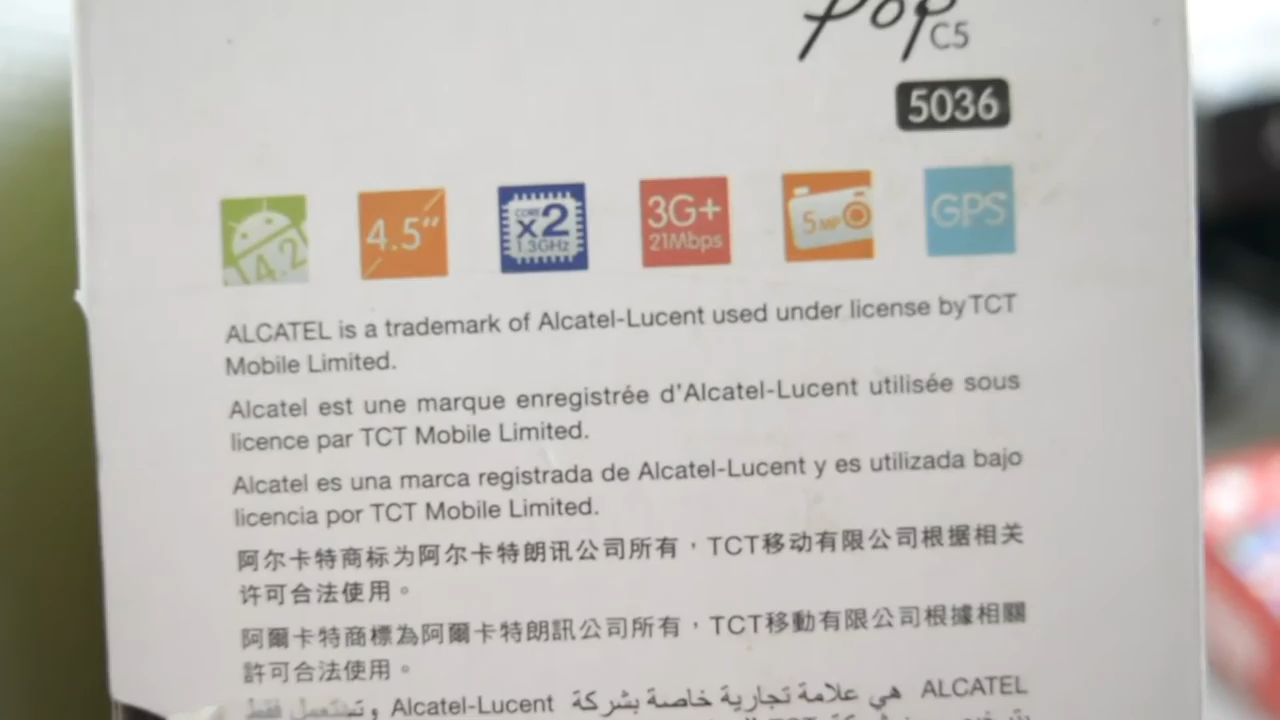 Pop C5
5036
4.2
4.5"
CORE
x2
1.3GHz
3G+
21Mbps
5MP
GPS
ALCATEL is a trademark of Alcatel-Lucent used under license by TCT
Mobile Limited.
Alcatel est une marque enregistrée d'Alcatel-Lucent utilisée sous
licence par TCT Mobile Limited.
Alcatel es una marca registrada de Alcatel-Lucent y es utilizada bajo
licencia por TCT Mobile Limited.
阿尔卡特商标为阿尔卡特朗讯公司所有，TCT移动有限公司根据相关
许可合法使用。
阿爾卡特商標為阿爾卡特朗訊公司所有，TCT移動有限公司根據相關
許可合法使用。
ALCATEL هي علامة تجارية خاصة بشركة Alcatel-Lucent وتستعمل فقط